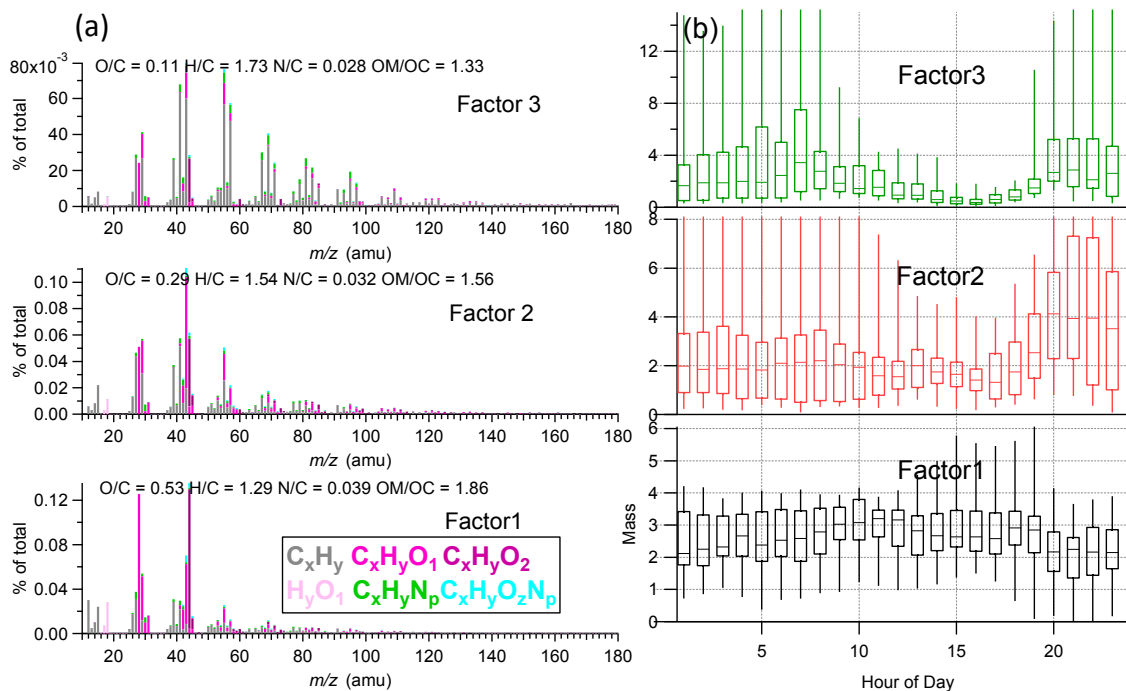 (a)
80x10⁻³
O/C = 0.11 H/C = 1.73 N/C = 0.028 OM/OC = 1.33
Factor 3
% of total
60
40
20
0
20 40 60 80 100 120 140 160 180
m/z (amu)
O/C = 0.29 H/C = 1.54 N/C = 0.032 OM/OC = 1.56
Factor 2
% of total
0.10
0.08
0.06
0.04
0.02
0.00
20 40 60 80 100 120 140 160 180
m/z (amu)
O/C = 0.53 H/C = 1.29 N/C = 0.039 OM/OC = 1.86
Factor1
% of total
0.12
0.08
0.04
0.00
CₓHᵧ CₓHᵧO₁ CₓHᵧO₂
HᵧO₁ CₓHᵧNₚ CₓHᵧO_zNₚ
20 40 60 80 100 120 140 160 180
m/z (amu)
(b)
Factor3
12
8
4
0
Factor2
8
6
4
2
0
Factor1
Mass
6
5
4
3
2
1
0
5 10 15 20
Hour of Day